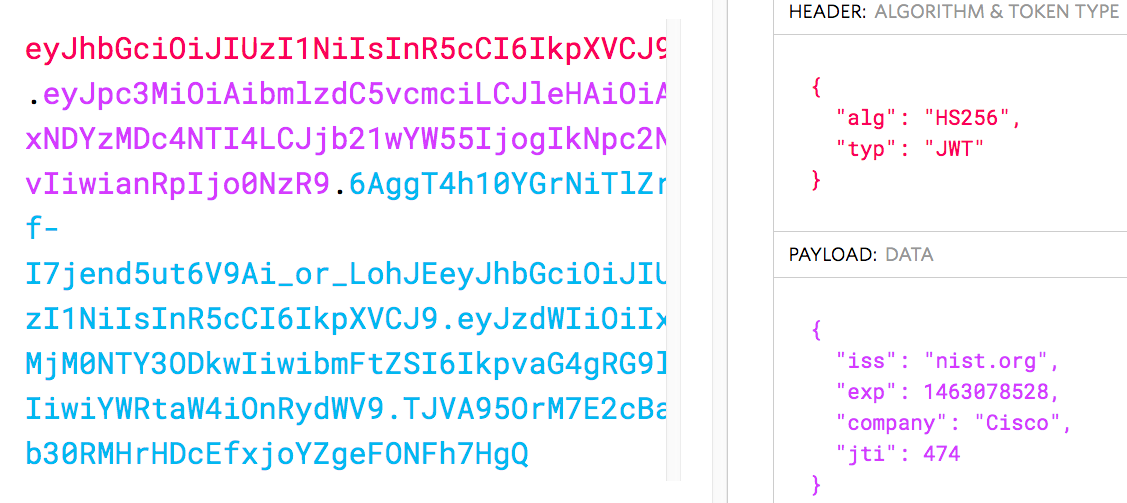 eyJhbGciOiJIUzI1NiIsInR5cCI6IkpXVCJ9
.eyJpc3MiOiAibmlzdC5vcmciLCJleHAiOiA
xNDYzMDc4NTI4LCJjb21wYW55IjogIkNpc2N
vIiwianRpIjo0NzR9.6AggT4h10YGrNiTlZr
f-
I7jend5ut6V9Ai_or_LohJEeyJhbGciOiJIU
zI1NiIsInR5cCI6IkpXVCJ9.eyJzdWIiOiIx
MjM0NTY3ODkwIiwibmFtZSI6IkpvaG4gRG9l
IiwiYWRtaW4iOnRydWV9.TJVA95OrM7E2cBa
b30RMHrHDcEfxjoYZgeFONFh7HgQ
HEADER: ALGORITHM & TOKEN TYPE
{
"alg": "HS256",
"typ": "JWT"
}
PAYLOAD: DATA
{
"iss": "nist.org",
"exp": 1463078528,
"company": "Cisco",
"jti": 474
}